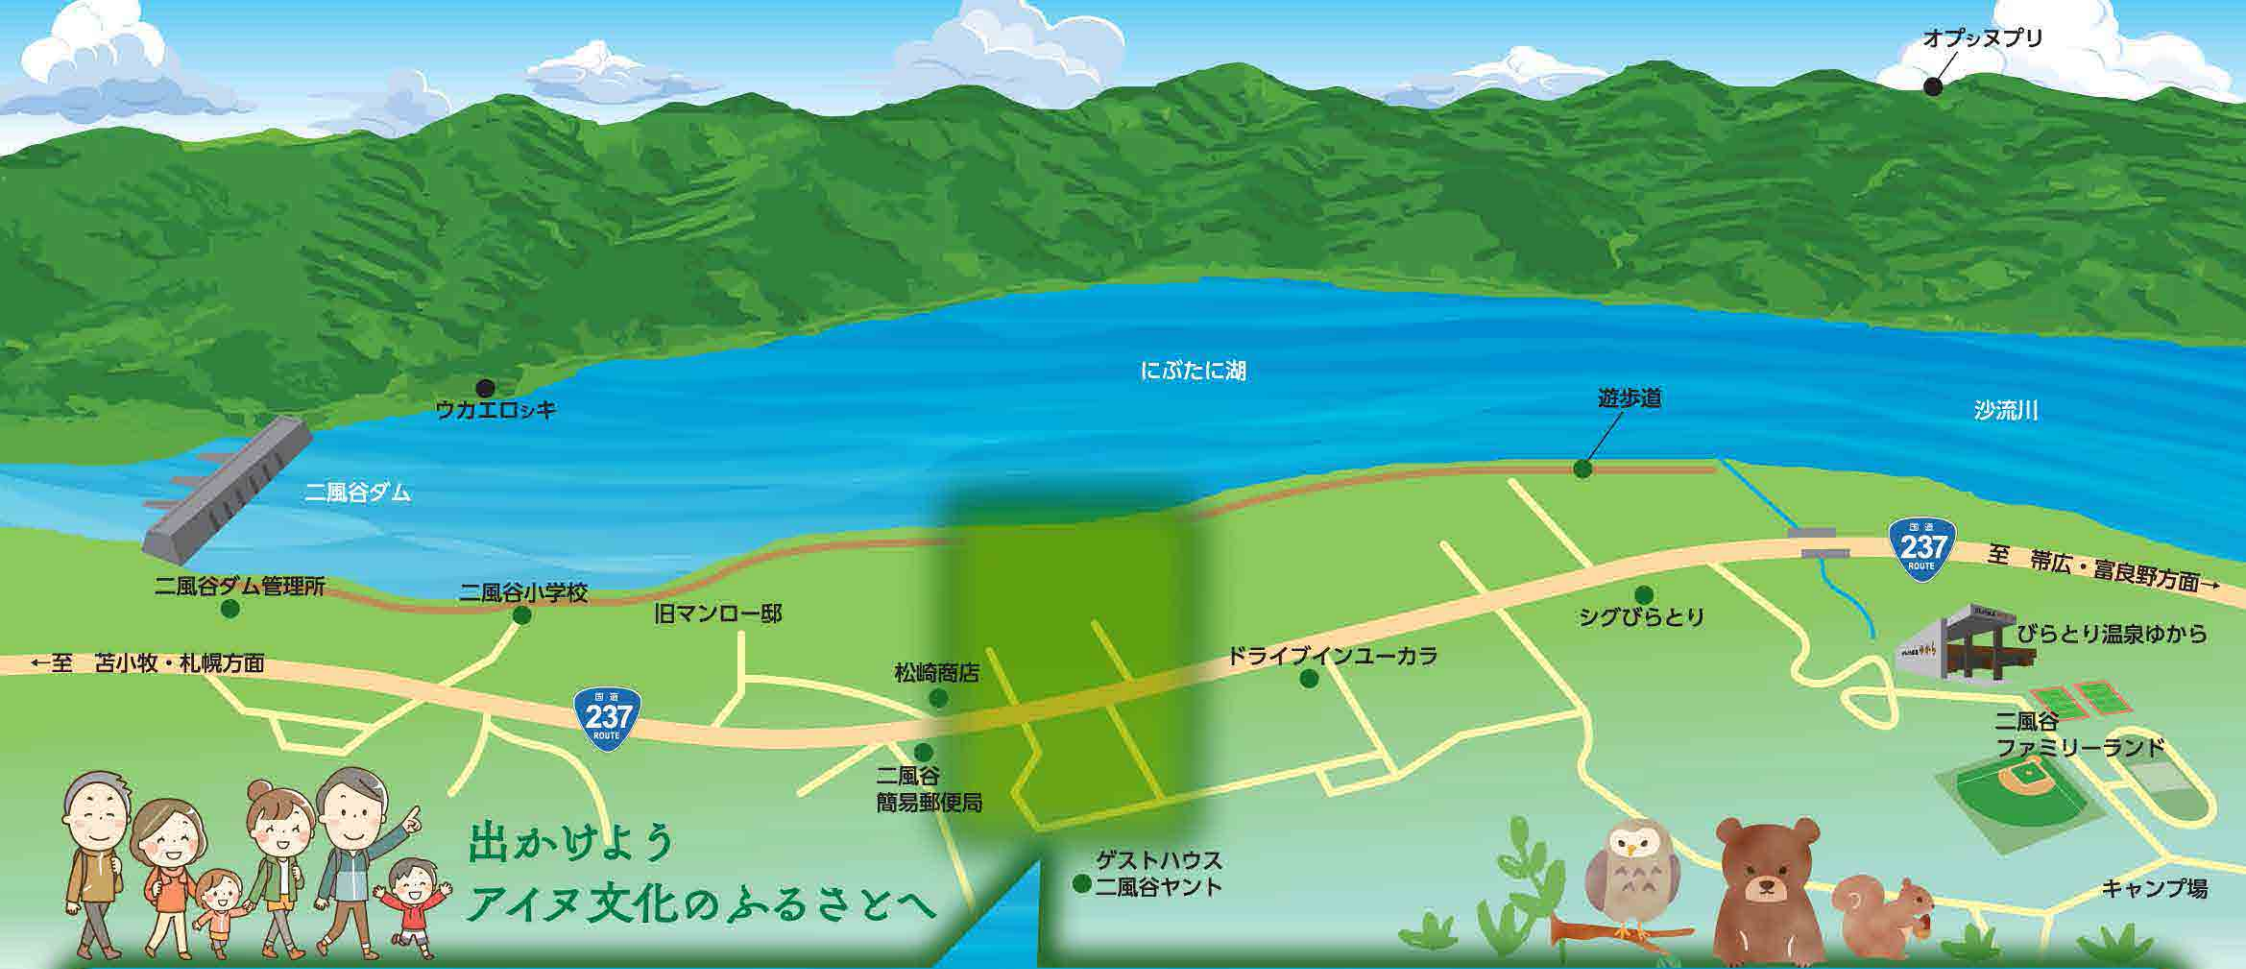 オプㇱヌプリ
にぶたに湖
遊歩道
沙流川
ウカエロㇱキ
二風谷ダム
国道
237
ROUTE
至 帯広・富良野方面→
二風谷ダム管理所
二風谷小学校
旧マンロー邸
シグびらとり
びらとり温泉ゆから
←至 苫小牧・札幌方面
松崎商店
ドライブインユーカラ
国道
237
ROUTE
二風谷
ファミリーランド
二風谷
簡易郵便局
出かけよう
アイヌ文化のふるさとへ
ゲストハウス
二風谷ヤント
キャンプ場